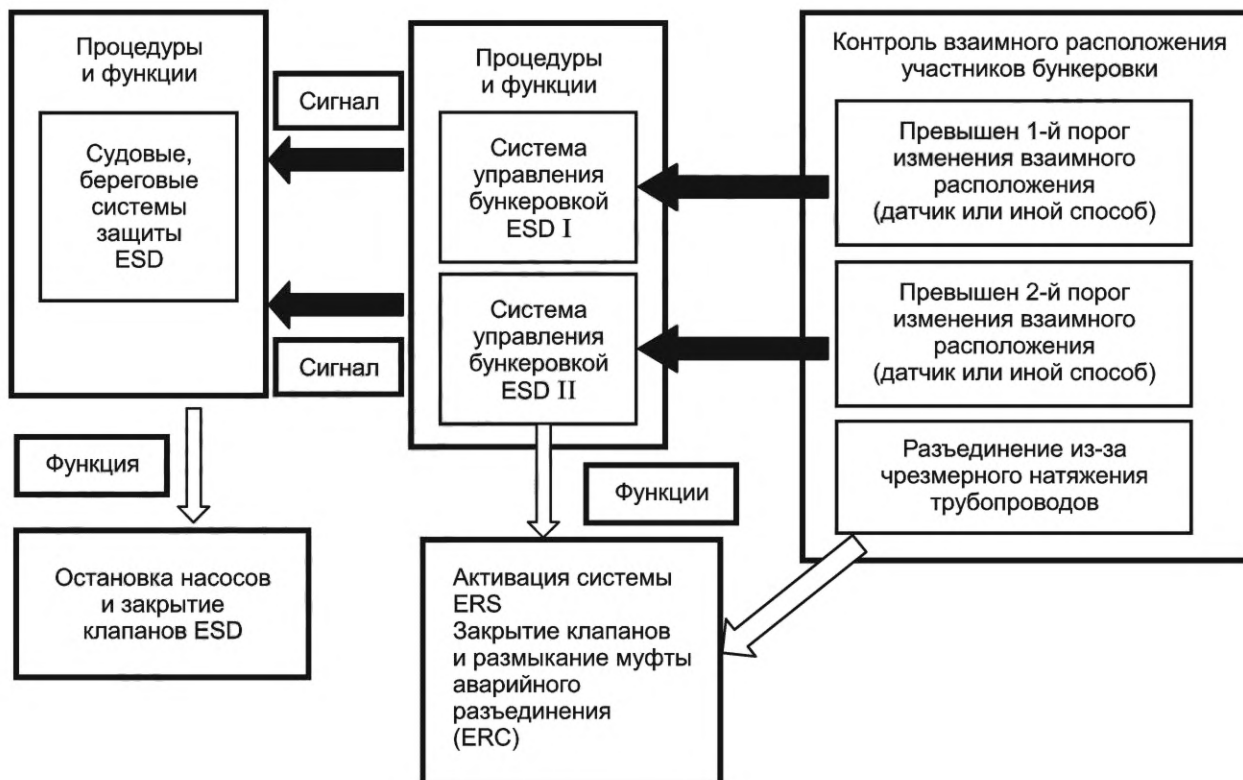 Процедуры
и функции
Судовые,
береговые
системы
защиты
ESD
Сигнал
Сигнал
Процедуры
и функции
Система
управления
бункеровкой
ESD I
Система
управления
бункеровкой
ESD II
Контроль взаимного расположения
участников бункеровки
Превышен 1-й порог
изменения взаимного
расположения
(датчик или иной способ)
Превышен 2-й порог
изменения взаимного
расположения
(датчик или иной способ)
Разъединение из-за
чрезмерного натяжения
трубопроводов
Функция
Функции
Остановка насосов
и закрытие
клапанов ESD
Активация системы
ERS
Закрытие клапанов
и размыкание муфты
аварийного
разъединения
(ERC)